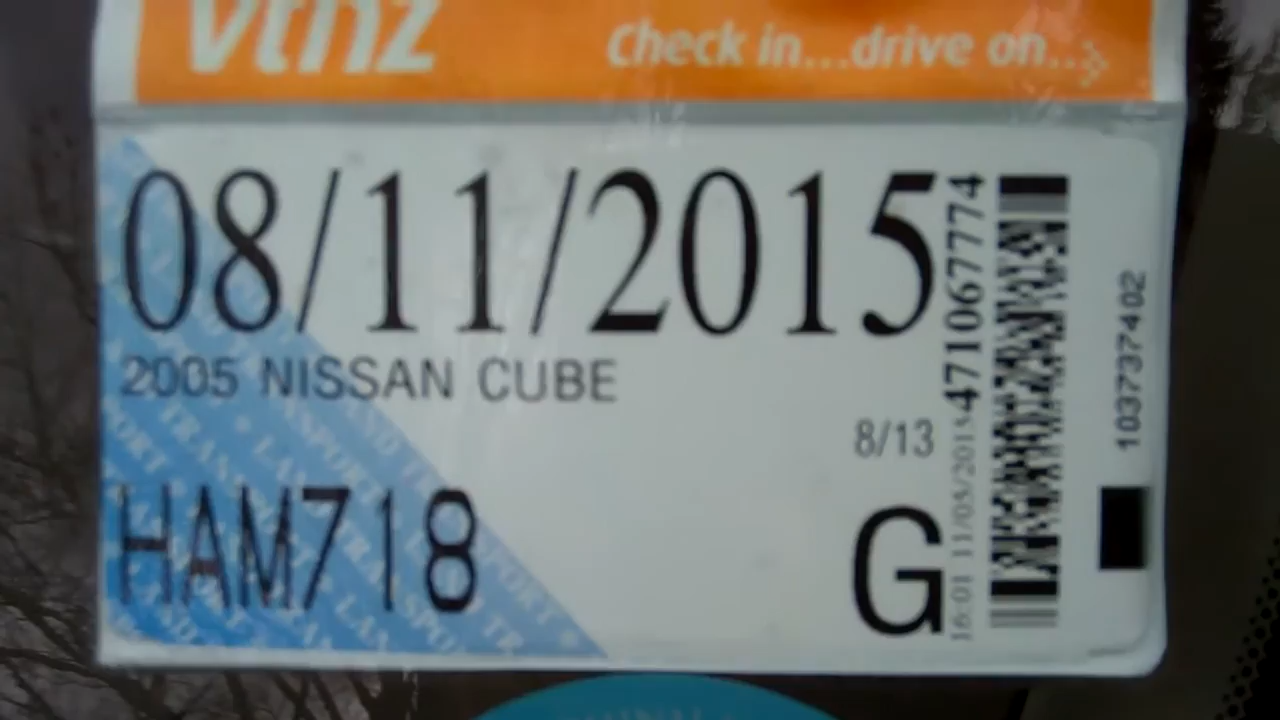 vtnz
Check in...drive on...
08/11/2015
2005 NISSAN CUBE
8/13
HAM718
G
16:01 11/05/2015 471067774
103737402